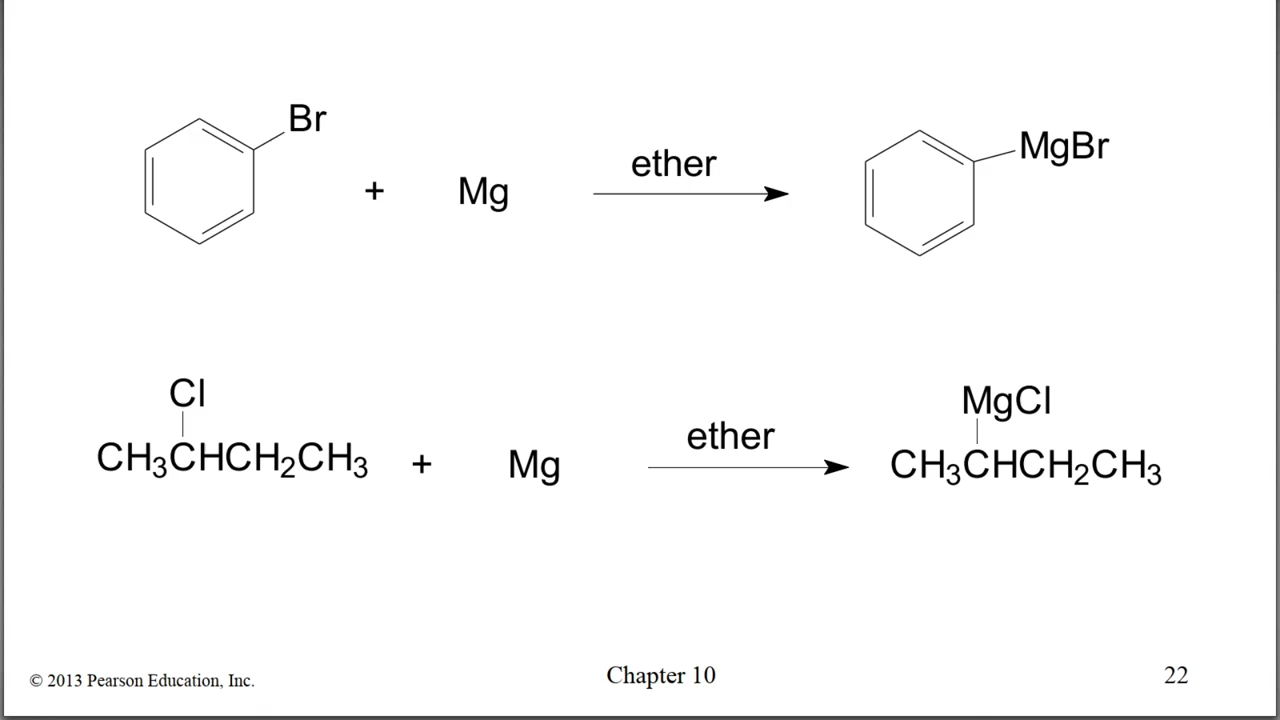 Br
+ Mg ether MgBr
Cl MgCl
CH₃CHCH₂CH₃ + Mg ether CH₃CHCH₂CH₃
© 2013 Pearson Education, Inc. Chapter 10 22